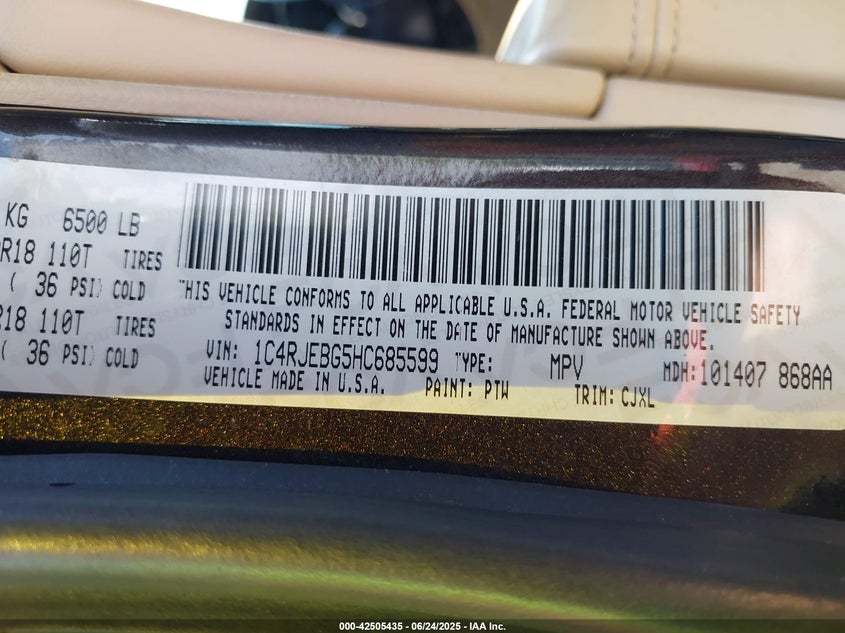 KG 6500 LB
R18 110T TIRES
( 36 PSI) COLD
R18 110T TIRES
( 36 PSI) COLD
THIS VEHICLE CONFORMS TO ALL APPLICABLE U.S.A. FEDERAL MOTOR VEHICLE SAFETY
STANDARDS IN EFFECT ON THE DATE OF MANUFACTURE SHOWN ABOVE.
VIN: 1C4RJEBG5HC685599 TYPE: MPV MDH: 101407 868AA
VEHICLE MADE IN U.S.A. PAINT: PTW TRIM: CJXL
000-42505435 - 06/24/2025 - IAA Inc.